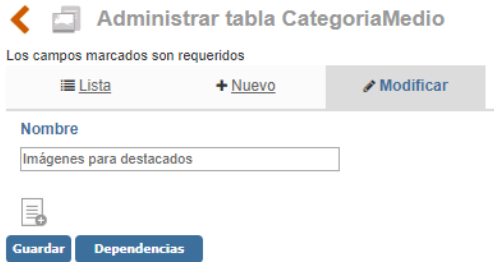 Administrar tabla CategoriaMedio
Los campos marcados son requeridos
Lista
Nuevo
Modificar
Nombre
Imágenes para destacados
Guardar
Dependencias